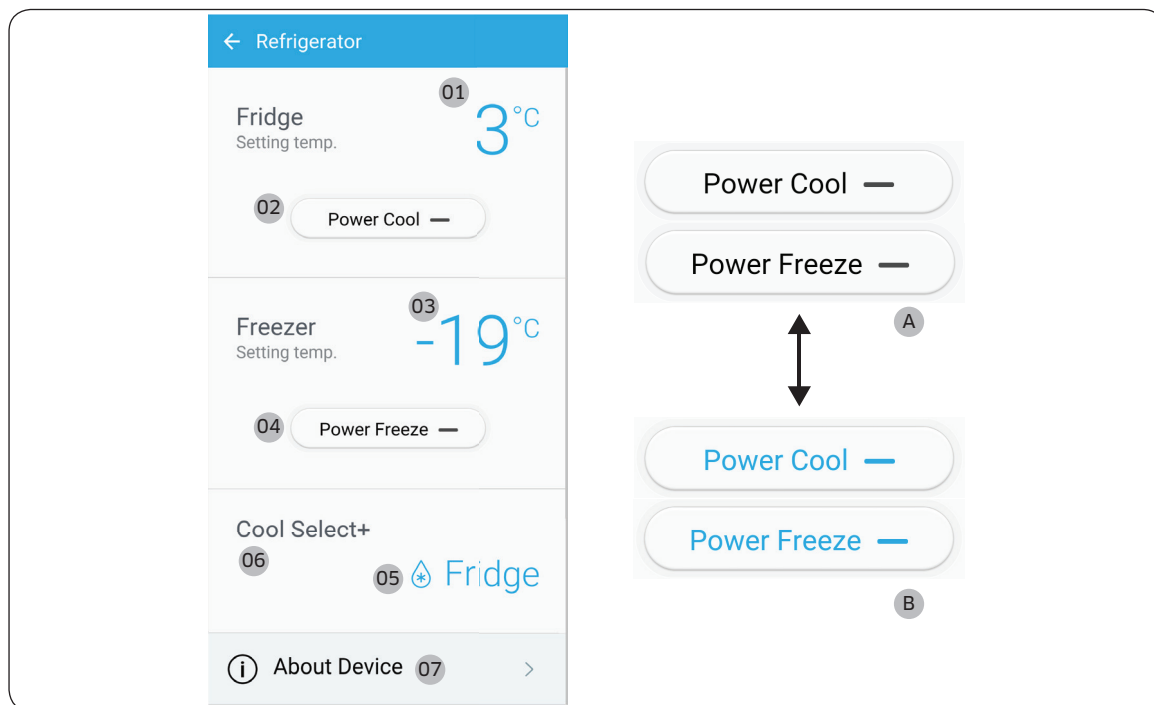 ← Refrigerator
01
Fridge 3°C
Setting temp.
02 Power Cool —
03
Freezer -19°C
Setting temp.
04 Power Freeze —
Cool Select+
06
05 Fridge
i About Device 07 >
Power Cool —
Power Freeze —
A
Power Cool —
Power Freeze —
B